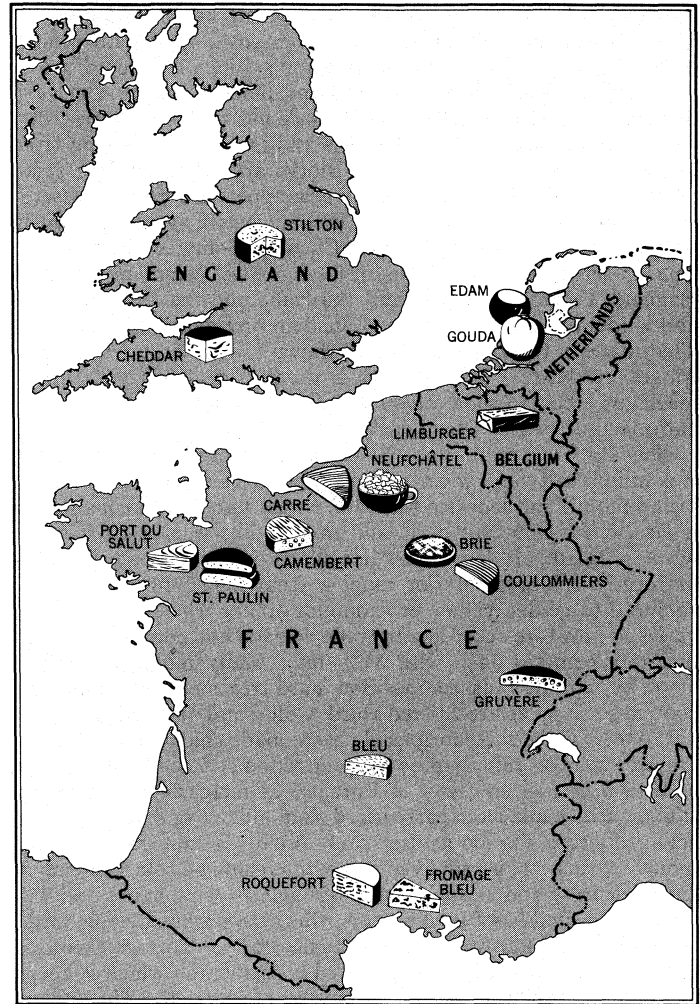 STILTON
ENGLAND
EDAM
CHEDDAR
GOUDA
NETHERLANDS
LIMBURGER
NEUFCHÂTEL
BELGIUM
CARRÉ
PORT DU
SALUT
CAMEMBERT
BRIE
ST. PAULIN
COULOMMIERS
FRANCE
GRUYÈRE
BLEU
ROQUEFORT
FROMAGE
BLEU